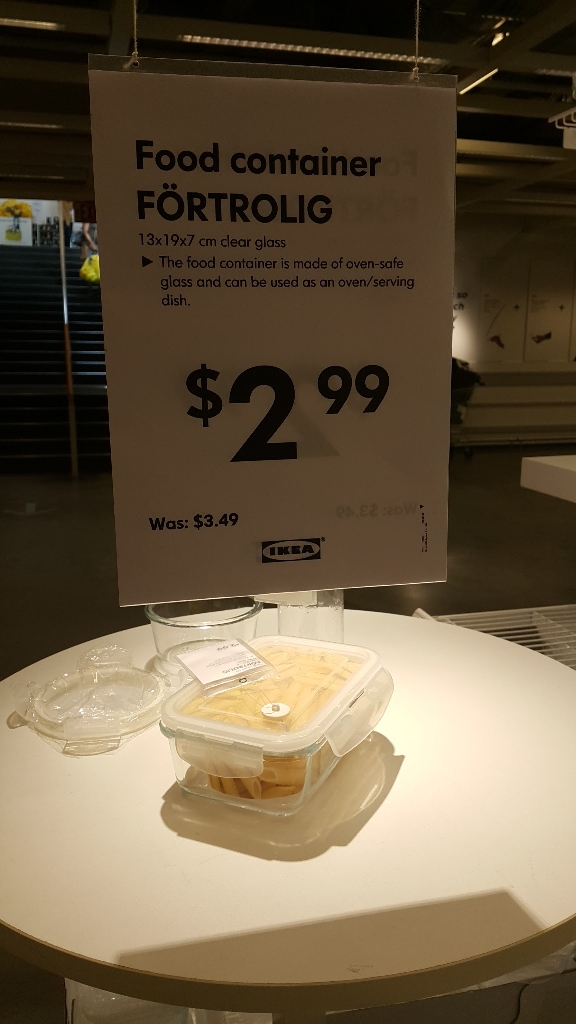 Food container
FÖRTROLIG
13x19x7 cm clear glass
► The food container is made of oven-safe
glass and can be used as an oven/serving
dish.
$2.99
Was: $3.49
IKEA®